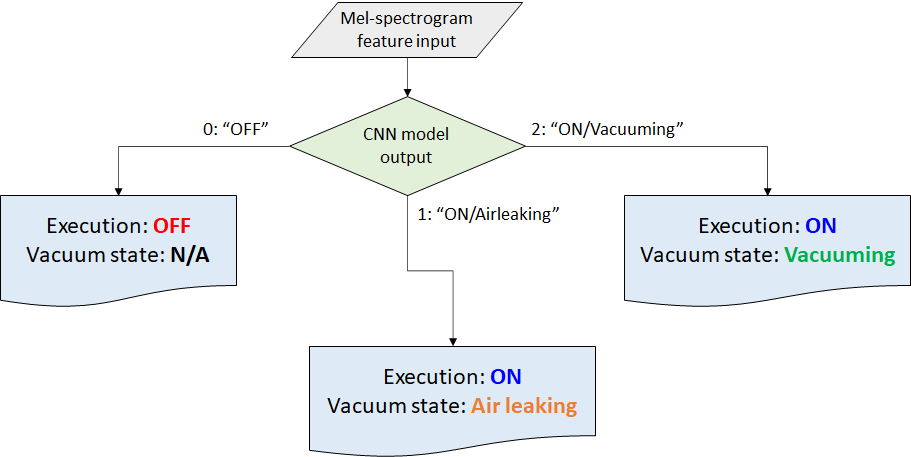 Mel-spectrogram
feature input
CNN model
output
0: “OFF”
2: “ON/Vacuuming”
1: “ON/Airleaking”
Execution: OFF
Vacuum state: N/A
Execution: ON
Vacuum state: Vacuuming
Execution: ON
Vacuum state: Air leaking